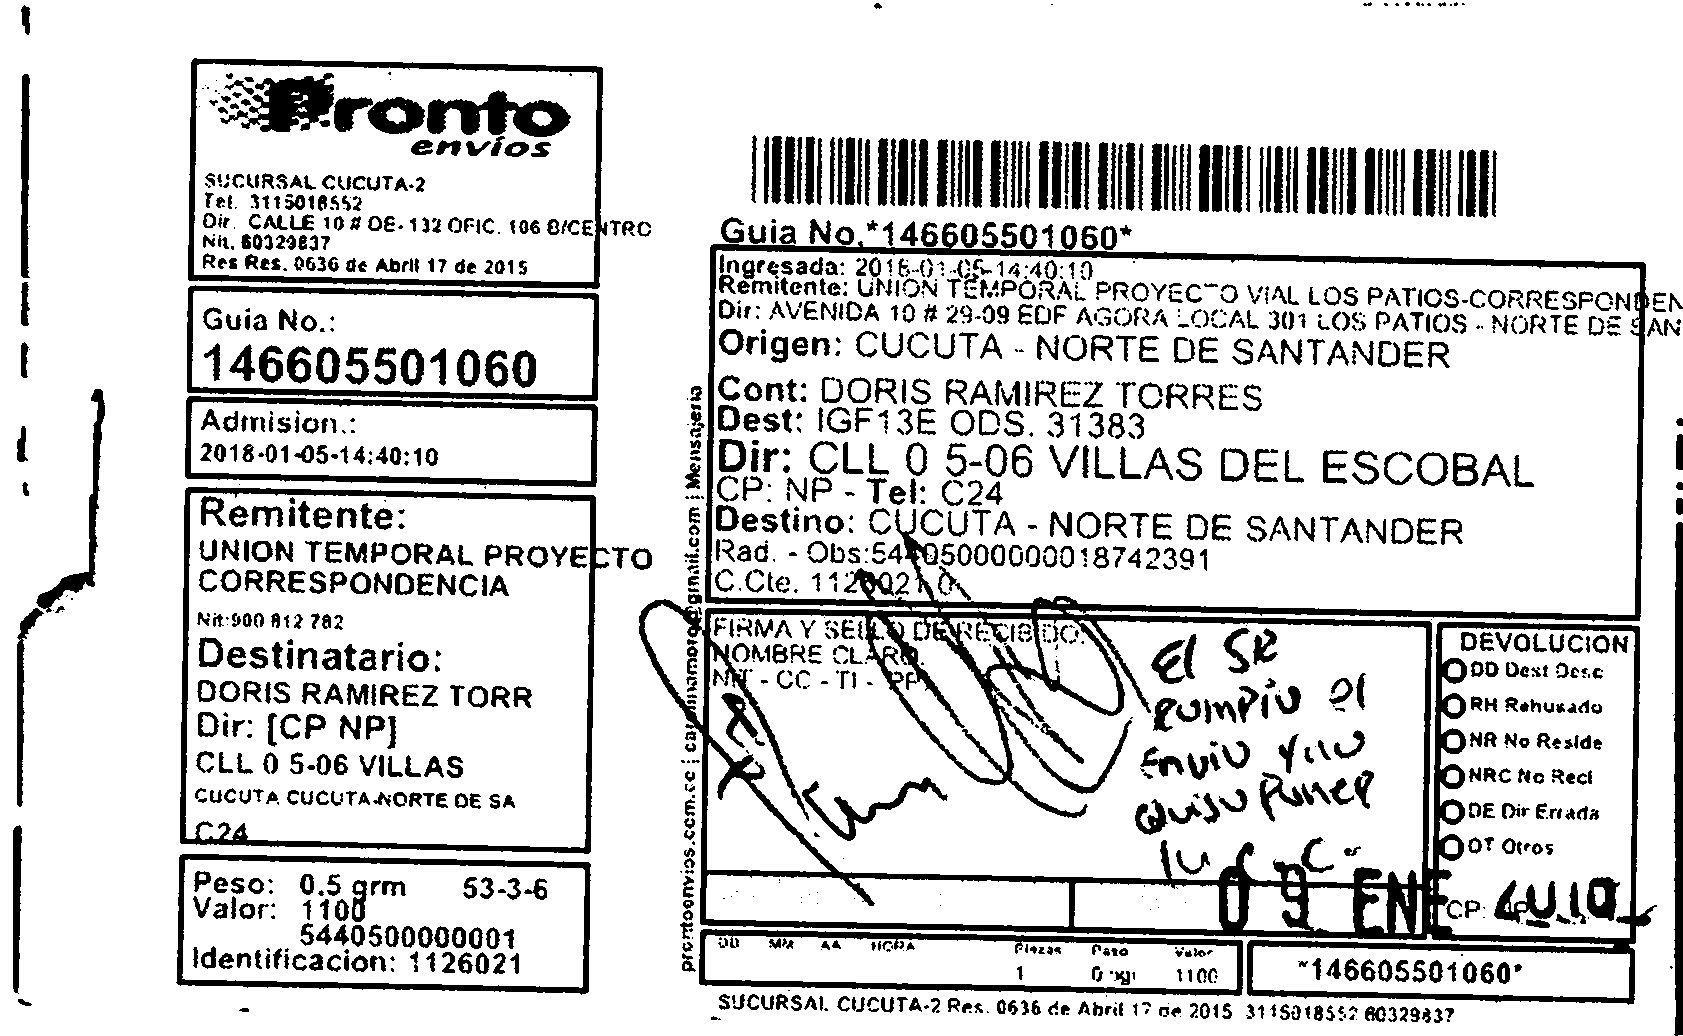 Pronto
envíos
SUCURSAL CUCUTA-2
Tel. 3115018552
Dir. CALLE 10 # OE- 132 OFIC. 106 B/CENTRO
Nit. 60329837
Res Res. 0636 de Abril 17 de 2015
Guia No.:
146605501060
Admision.:
2018-01-05-14:40:10
Remitente:
UNION TEMPORAL PROYECTO
CORRESPONDENCIA
Nit:900 812 782
Destinatario:
DORIS RAMIREZ TORR
Dir: [CP NP]
CLL 0 5-06 VILLAS
CUCUTA CUCUTA-NORTE DE SA
C24
Peso: 0.5 grm 53-3-6
Valor: 1100
5440500000001
Identificacion: 1126021
Guia No.*146605501060*
Ingresada: 2018-01-05-14:40:10
Remitente: UNION TEMPORAL PROYECTO VIAL LOS PATIOS-CORRESPONDEN
Dir: AVENIDA 10 # 29-09 EDF AGORA LOCAL 301 LOS PATIOS - NORTE DE SAN
Origen: CUCUTA - NORTE DE SANTANDER
Cont: DORIS RAMIREZ TORRES
Dest: IGF13E ODS. 31383
Dir: CLL 0 5-06 VILLAS DEL ESCOBAL
CP: NP - Tel: C24
Destino: CUCUTA - NORTE DE SANTANDER
Rad. - Obs:5440500000018742391
C.Cte. 1126021 0
FIRMA Y SELLO DE RECIBIDO:
NOMBRE CLARO,
NIT - CC - TI - PP
El SR
Rumpiu el
Envio y nu
Quisu Puner
lu C.C.
09 ENE
DEVOLUCION
DD Dest Desc
RH Rehusado
NR No Reside
NRC No Recl
DE Dir Errada
OT Otros
CP:
DD MM AA HORA Piezas Peso Valor
1 1100
*146605501060*
SUCURSAL CUCUTA-2 Res. 0636 de Abril 17 de 2015 3115018552 60329837